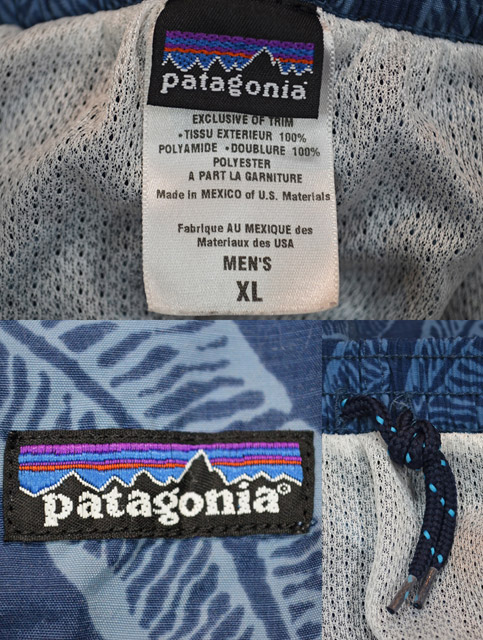 patagonia®
EXCLUSIVE OF TRIM
•TISSU EXTERIEUR 100%
POLYAMIDE •DOUBLURE 100%
POLYESTER
A PART LA GARNITURE
Made in MEXICO of U.S. Materials
Fabrique AU MEXIQUE des
Materiaux des USA
MEN'S
XL
patagonia®